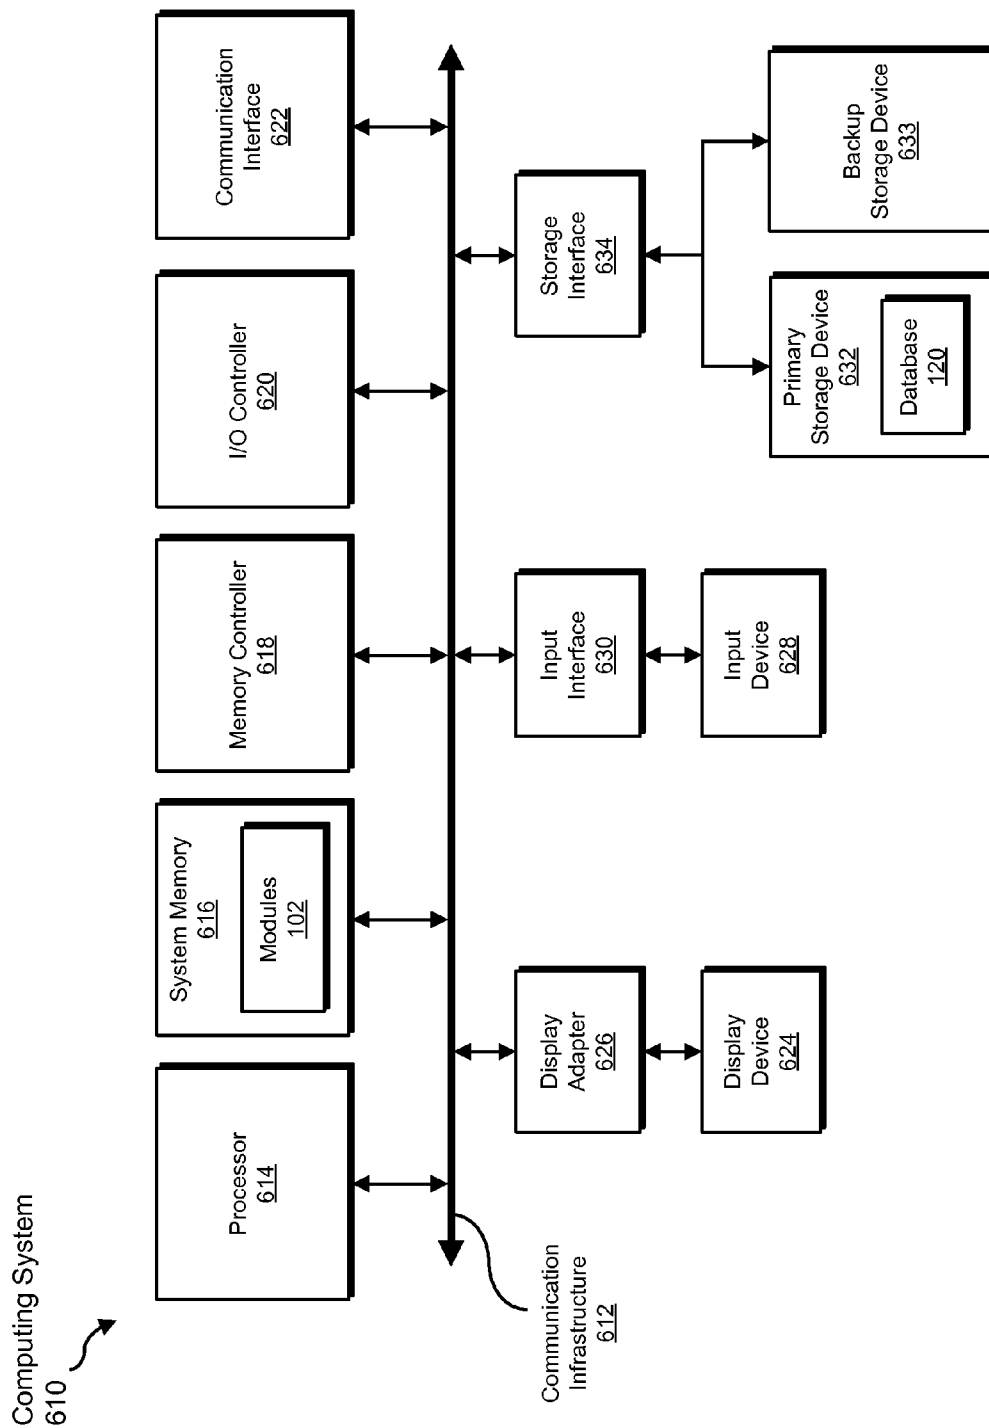 Computing System
610
Processor
614
System Memory
616
Modules
102
Memory Controller
618
I/O Controller
620
Communication
Interface
622
Communication
Infrastructure
612
Display
Adapter
626
Input
Interface
630
Storage
Interface
634
Display
Device
624
Input
Device
628
Primary
Storage Device
632
Database
120
Backup
Storage Device
633